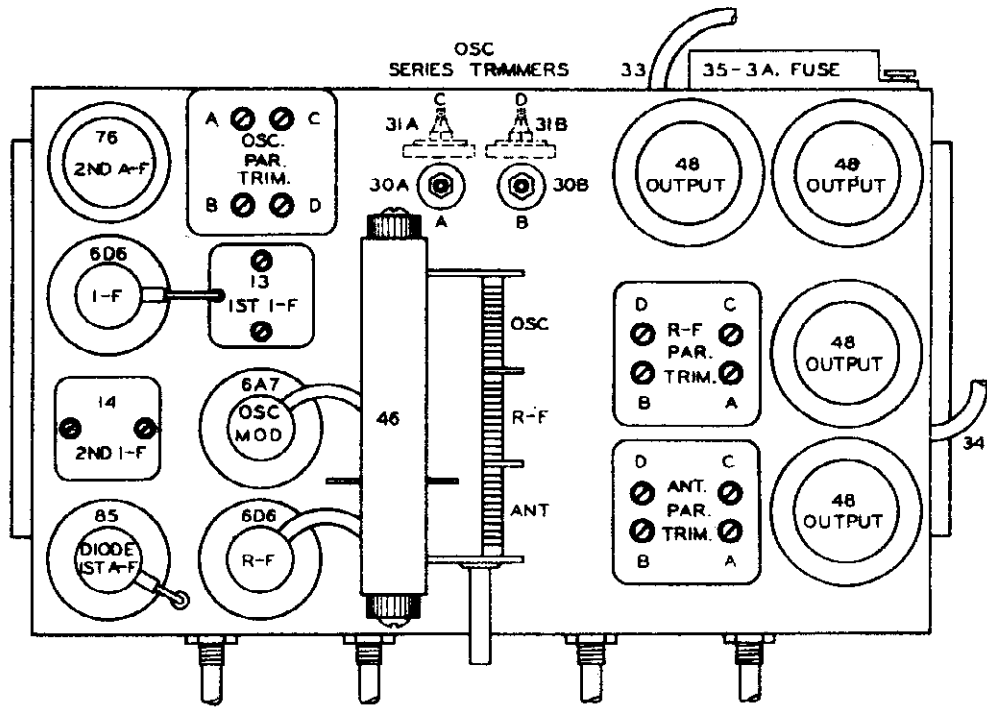 OSC
SERIES TRIMMERS
33
35-3A. FUSE
C
D
31A
31B
30A
30B
A
B
76
2ND A-F
A
C
OSC.
PAR.
TRIM.
B
D
48
OUTPUT
48
OUTPUT
6D6
I-F
13
1ST I-F
OSC
R-F
ANT
46
D
C
R-F
PAR.
TRIM.
B
A
48
OUTPUT
14
2ND I-F
6A7
OSC
MOD
34
D
C
ANT.
PAR.
TRIM.
B
A
48
OUTPUT
85
DIODE
1ST A-F
6D6
R-F